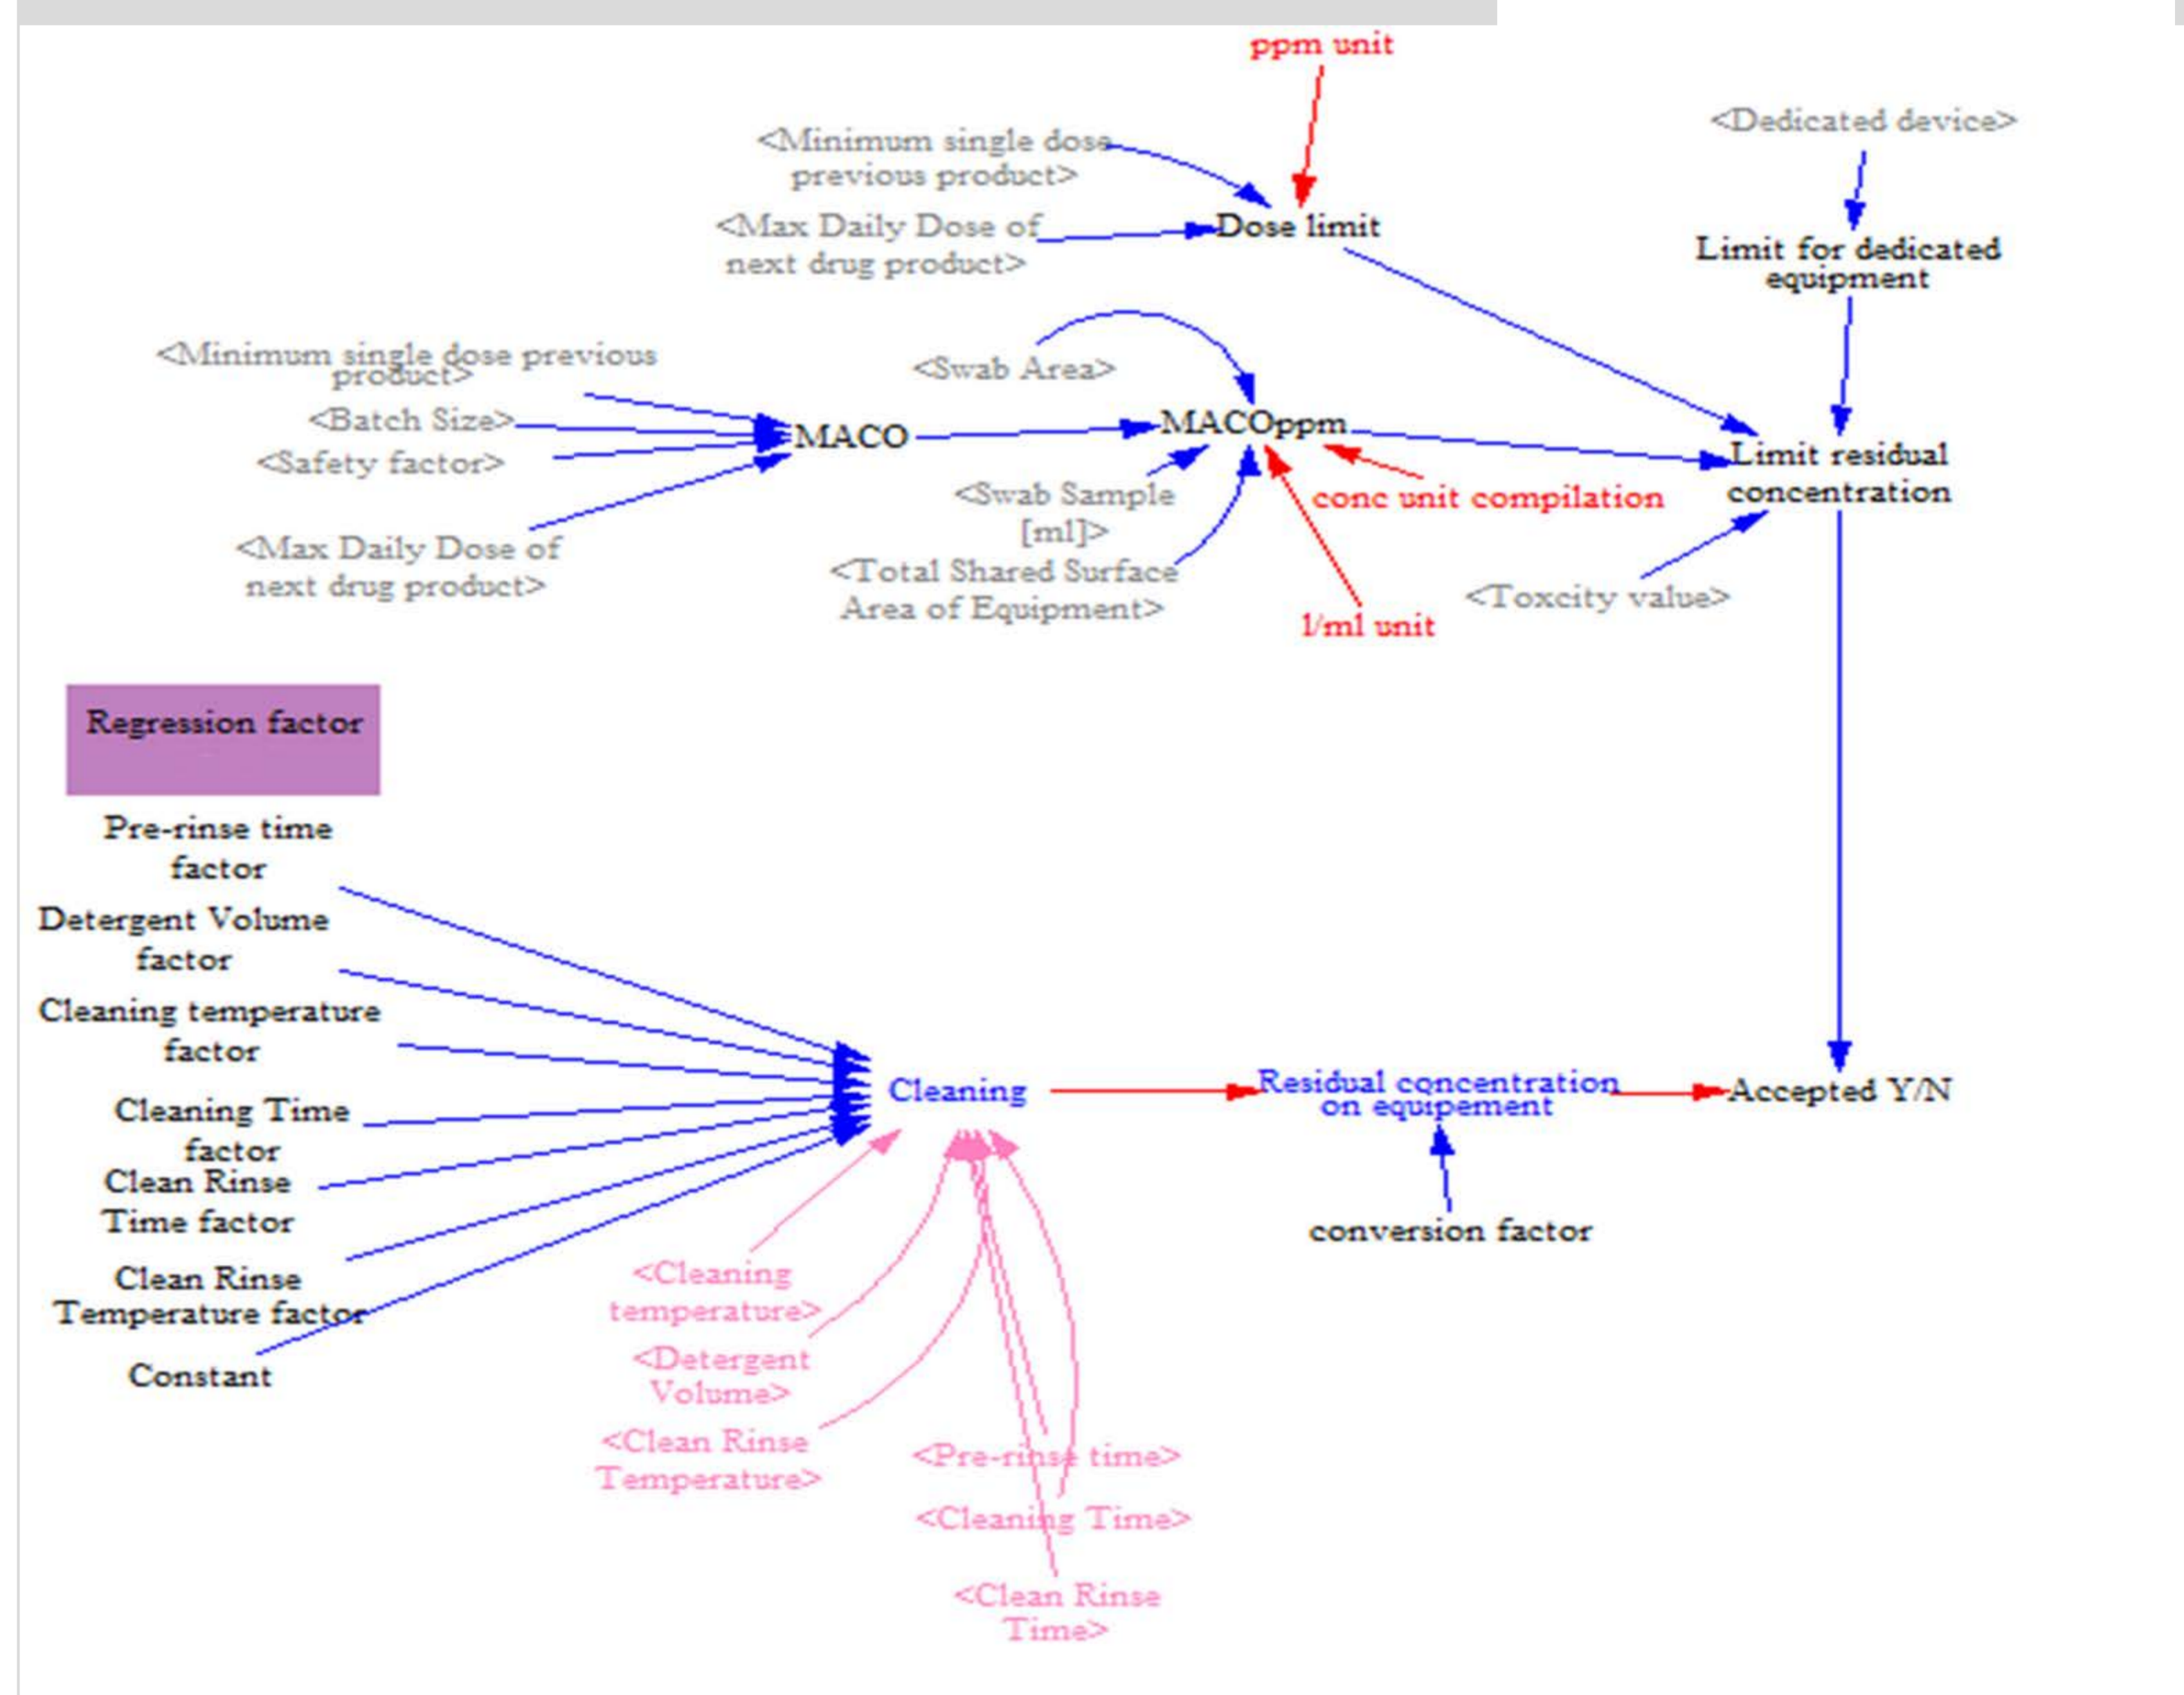 ppm unit
<Dedicated device>
<Minimum single dose
previous product>
<Max Daily Dose of
next drug product>
Dose limit
Limit for dedicated
equipment
<Minimum single dose previous
product>
<Swab Area>
<Batch Size>
MACO
MACOppm
<Safety factor>
Limit residual
concentration
<Swab Sample
[ml]>
conc unit compilation
<Max Daily Dose of
next drug product>
<Total Shared Surface
Area of Equipment>
<Toxcity value>
l/ml unit
Regression factor
Pre-rinse time
factor
Detergent Volume
factor
Cleaning temperature
factor
Cleaning Time
factor
Clean Rinse
Time factor
Clean Rinse
Temperature factor
Constant
Cleaning
Residual concentration
on equipement
Accepted Y/N
conversion factor
<Cleaning
temperature>
<Detergent
Volume>
<Clean Rinse
Temperature>
<Pre-rinse time>
<Cleaning Time>
<Clean Rinse
Time>